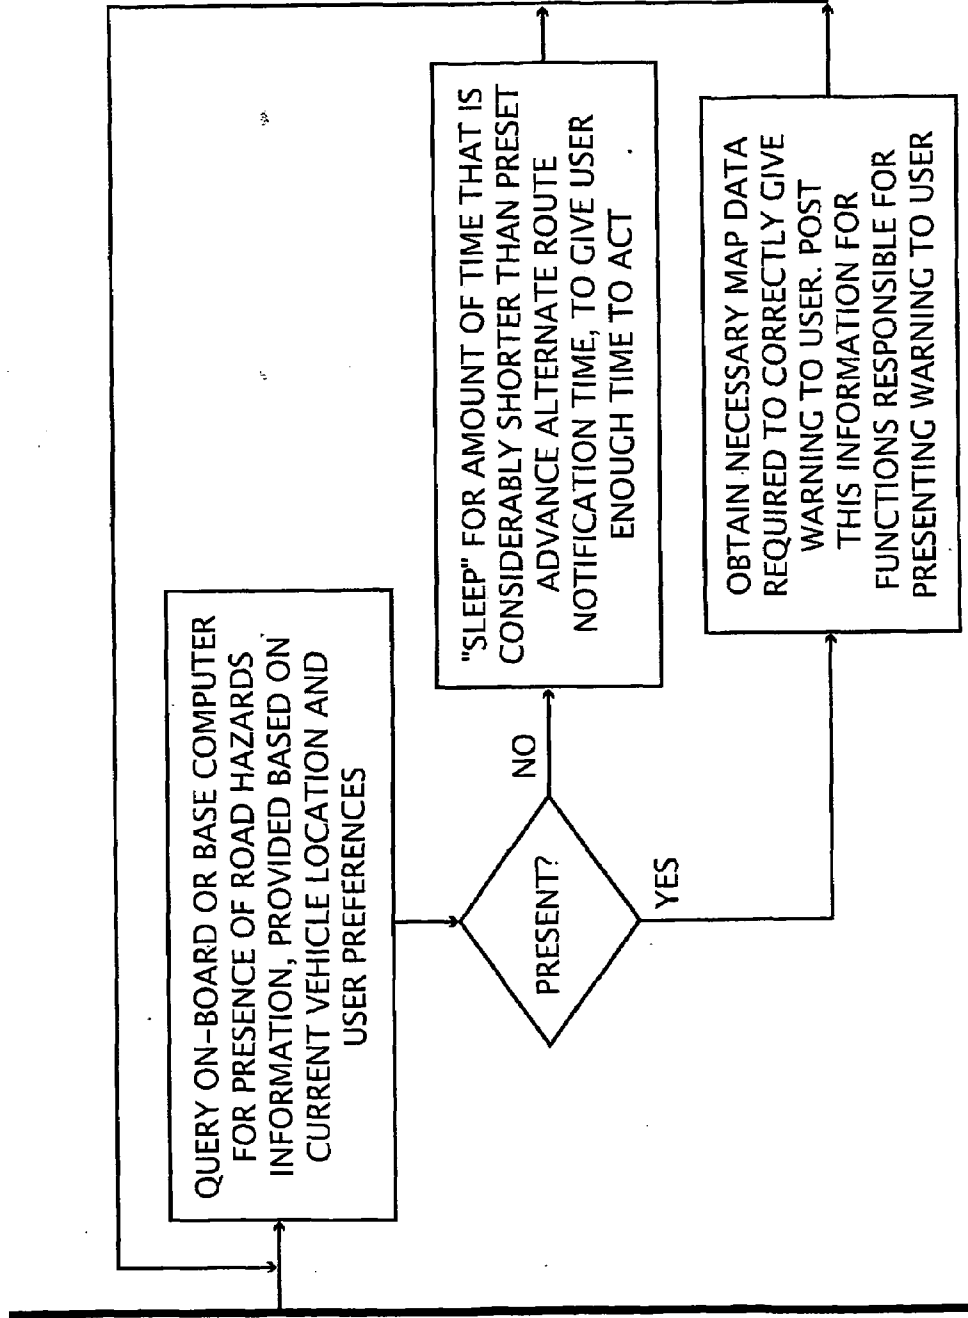 QUERY ON-BOARD OR BASE COMPUTER
FOR PRESENCE OF ROAD HAZARDS
INFORMATION, PROVIDED BASED ON
CURRENT VEHICLE LOCATION AND
USER PREFERENCES
PRESENT?
NO
YES
"SLEEP" FOR AMOUNT OF TIME THAT IS
CONSIDERABLY SHORTER THAN PRESET
ADVANCE ALTERNATE ROUTE
NOTIFICATION TIME, TO GIVE USER
ENOUGH TIME TO ACT
OBTAIN NECESSARY MAP DATA
REQUIRED TO CORRECTLY GIVE
WARNING TO USER. POST
THIS INFORMATION FOR
FUNCTIONS RESPONSIBLE FOR
PRESENTING WARNING TO USER